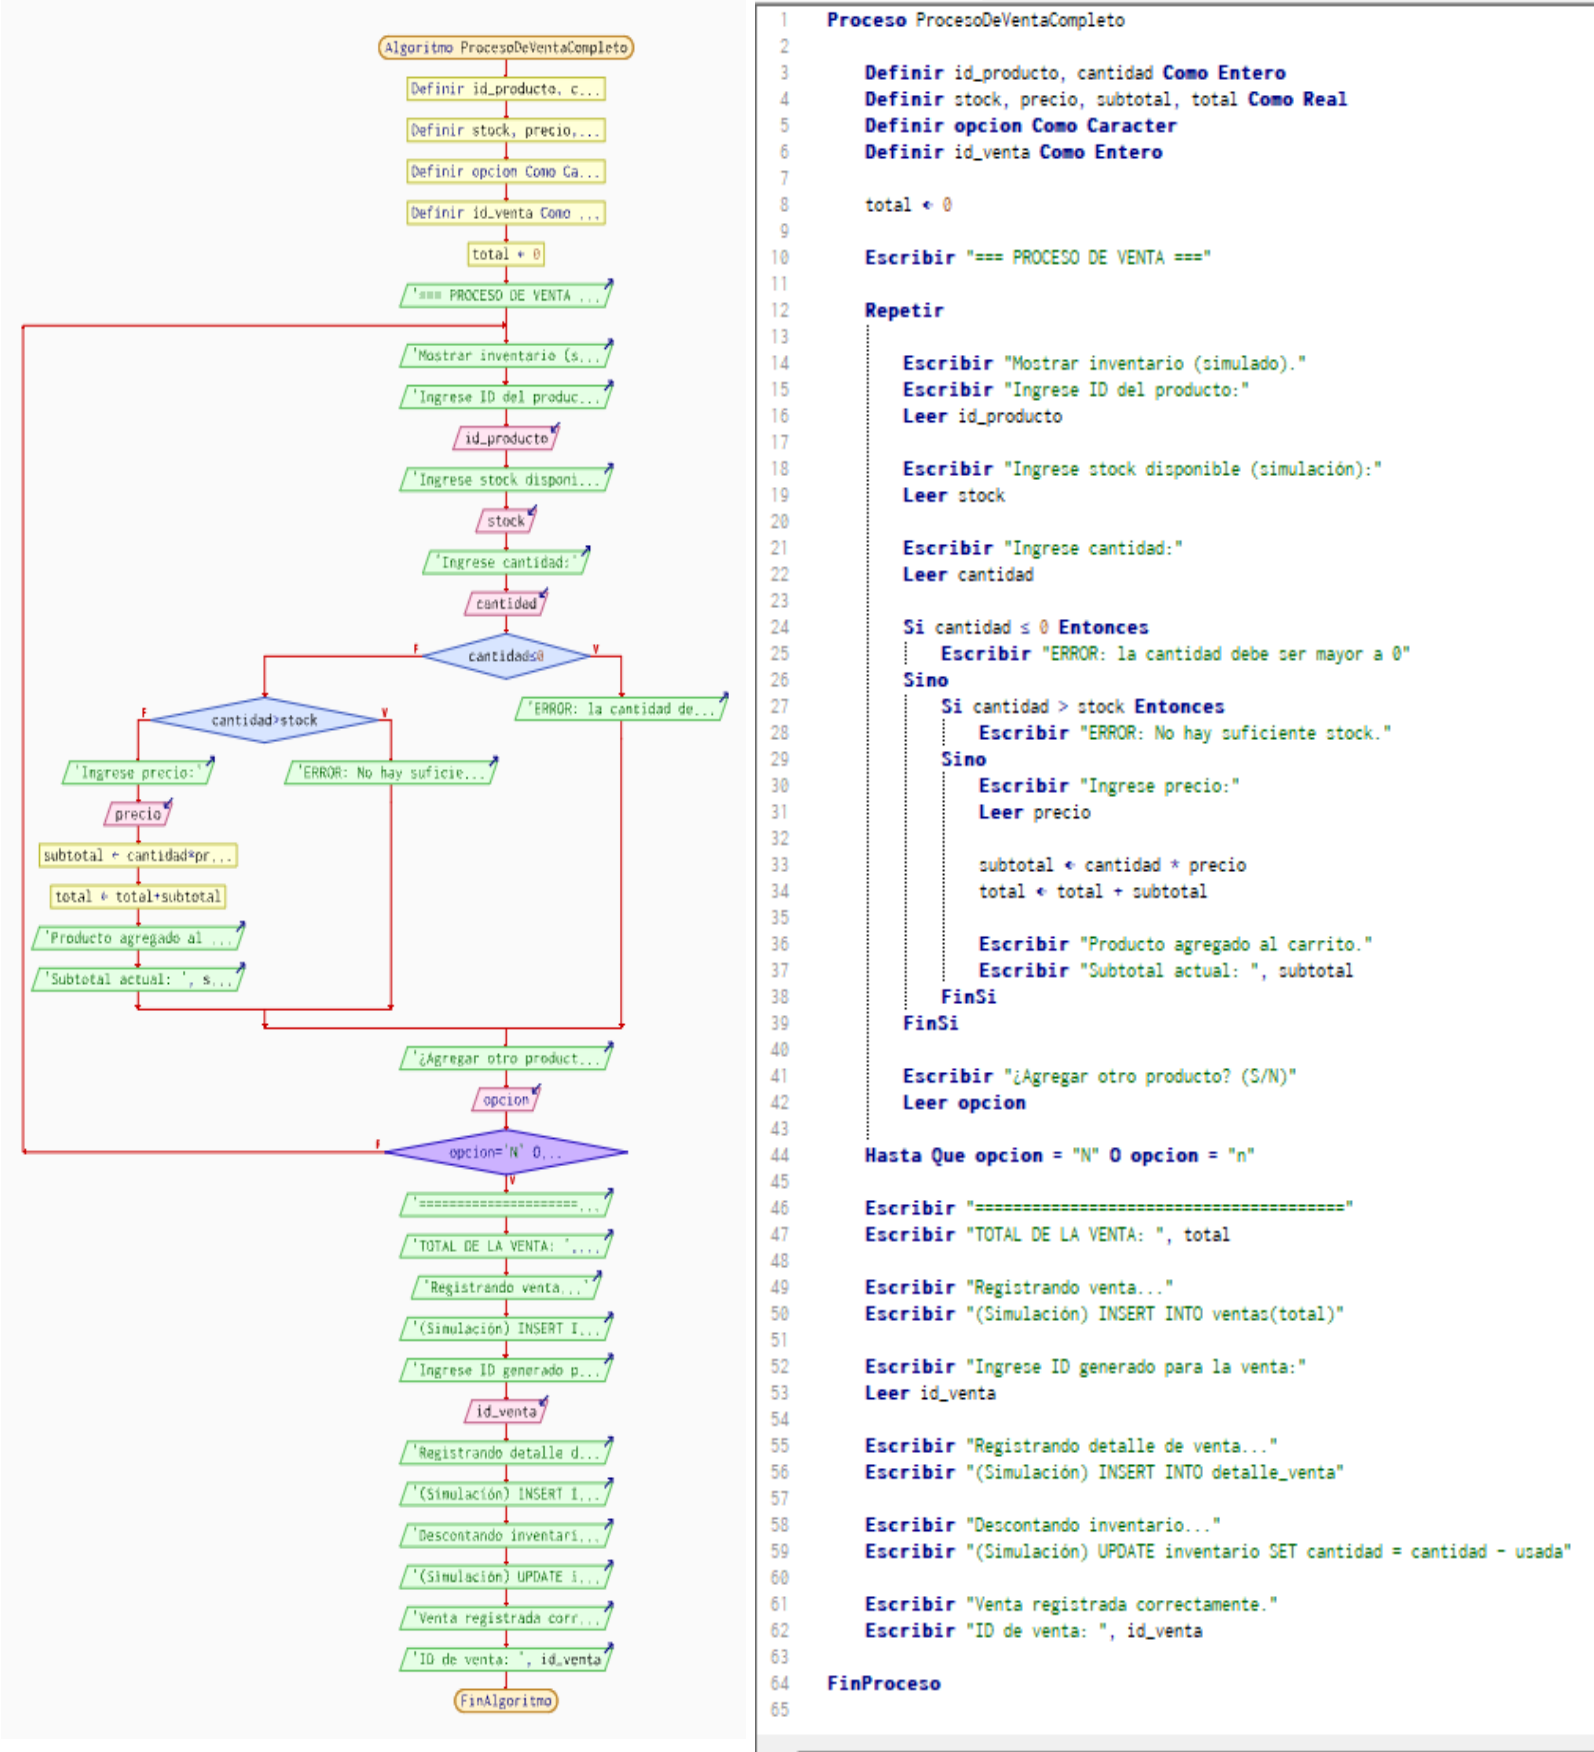 Algoritmo ProcesoDeVentaCompleto
Definir id_producto, c...
Definir stock, precio,...
Definir opcion Como Ca...
Definir id_venta Como ...
total ← 0
'=== PROCESO DE VENTA ...
'Mostrar inventario (s...
'Ingrese ID del produc...
id_producto
'Ingrese stock disponi...
stock
'Ingrese cantidad:'
cantidad
cantidad≤0
F
V
'ERROR: la cantidad de...
cantidad>stock
F
V
'Ingrese precio:'
'ERROR: No hay suficie...
precio
subtotal ← cantidad*pr...
total ← total+subtotal
'Producto agregado al ...
'Subtotal actual: ', s...
'¿Agregar otro product...
opcion
opcion='N' O...
F
V
'=====================...
'TOTAL DE LA VENTA: ',...
'Registrando venta...'
'(Simulación) INSERT I...
'Ingrese ID generado p...
id_venta
'Registrando detalle d...
'(Simulación) INSERT I...
'Descontando inventari...
'(Simulación) UPDATE i...
'Venta registrada corr...
'ID de venta: ', id_venta
FinAlgoritmo
1 Proceso ProcesoDeVentaCompleto
2
3 Definir id_producto, cantidad Como Entero
4 Definir stock, precio, subtotal, total Como Real
5 Definir opcion Como Caracter
6 Definir id_venta Como Entero
7
8 total ← 0
9
10 Escribir "=== PROCESO DE VENTA ==="
11
12 Repetir
13
14 Escribir "Mostrar inventario (simulado)."
15 Escribir "Ingrese ID del producto:"
16 Leer id_producto
17
18 Escribir "Ingrese stock disponible (simulación):"
19 Leer stock
20
21 Escribir "Ingrese cantidad:"
22 Leer cantidad
23
24 Si cantidad ≤ 0 Entonces
25 Escribir "ERROR: la cantidad debe ser mayor a 0"
26 Sino
27 Si cantidad > stock Entonces
28 Escribir "ERROR: No hay suficiente stock."
29 Sino
30 Escribir "Ingrese precio:"
31 Leer precio
32
33 subtotal ← cantidad * precio
34 total ← total + subtotal
35
36 Escribir "Producto agregado al carrito."
37 Escribir "Subtotal actual: ", subtotal
38 FinSi
39 FinSi
40
41 Escribir "¿Agregar otro producto? (S/N)"
42 Leer opcion
43
44 Hasta Que opcion = "N" O opcion = "n"
45
46 Escribir "======================================="
47 Escribir "TOTAL DE LA VENTA: ", total
48
49 Escribir "Registrando venta..."
50 Escribir "(Simulación) INSERT INTO ventas(total)"
51
52 Escribir "Ingrese ID generado para la venta:"
53 Leer id_venta
54
55 Escribir "Registrando detalle de venta..."
56 Escribir "(Simulación) INSERT INTO detalle_venta"
57
58 Escribir "Descontando inventario..."
59 Escribir "(Simulación) UPDATE inventario SET cantidad = cantidad - usada"
60
61 Escribir "Venta registrada correctamente."
62 Escribir "ID de venta: ", id_venta
63
64 FinProceso
65